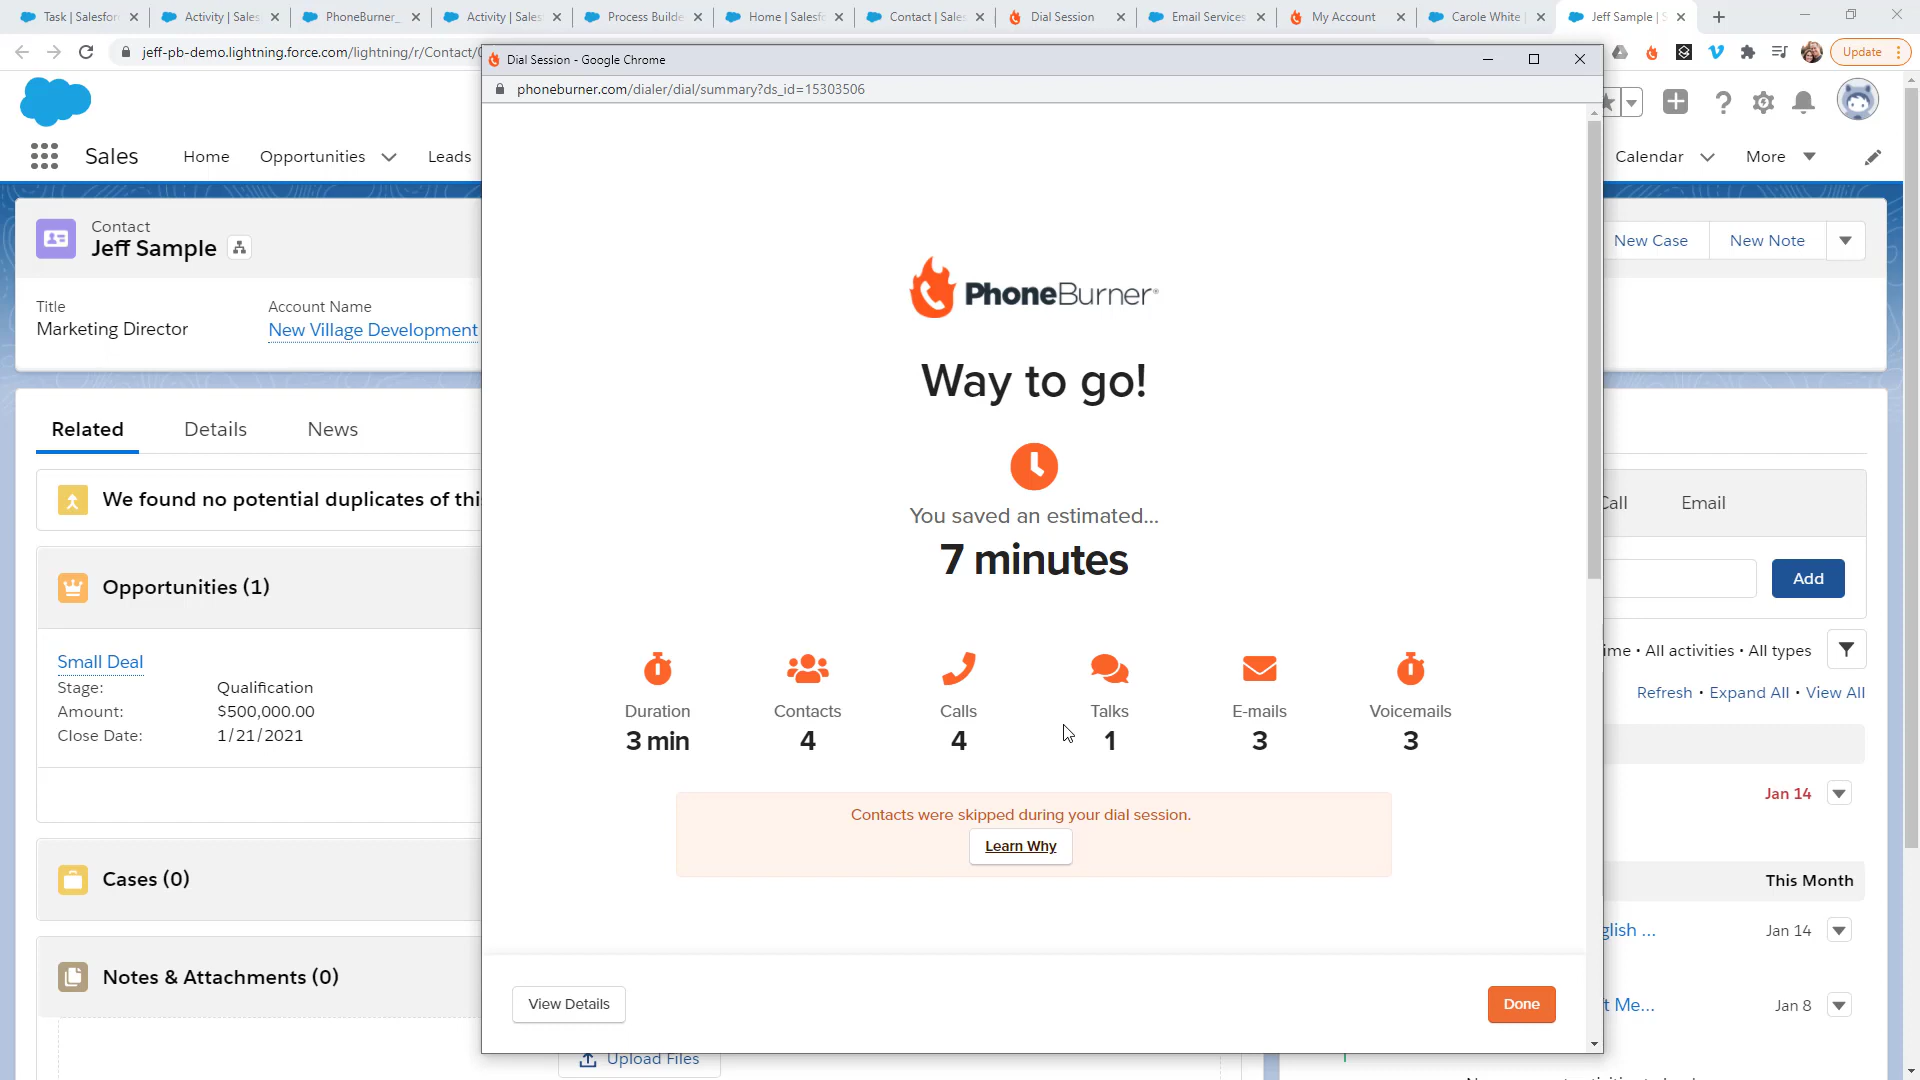 Task | Salesfor
Activity | Sales
PhoneBurner_
Activity | Sales
Process Builde
Home | Salesfo
Contact | Sales
Dial Session
Email Services
My Account
Carole White |
Jeff Sample | S
jeff-pb-demo.lightning.force.com/lightning/r/Contact/0
Update
Dial Session - Google Chrome
phoneburner.com/dialer/dial/summary?ds_id=15303506
Sales
Home
Opportunities
Leads
Calendar
More
Contact
Jeff Sample
New Case
New Note
Title
Marketing Director
Account Name
New Village Development
Related
Details
News
We found no potential duplicates of thi
Opportunities (1)
Small Deal
Stage: Qualification
Amount: $500,000.00
Close Date: 1/21/2021
Cases (0)
Notes & Attachments (0)
Upload Files
PhoneBurner®
Way to go!
You saved an estimated...
7 minutes
Duration
3 min
Contacts
4
Calls
4
Talks
1
E-mails
3
Voicemails
3
Contacts were skipped during your dial session.
Learn Why
View Details
Done
Call
Email
Add
ime • All activities • All types
Refresh • Expand All • View All
Jan 14
This Month
glish ...
Jan 14
t Me...
Jan 8